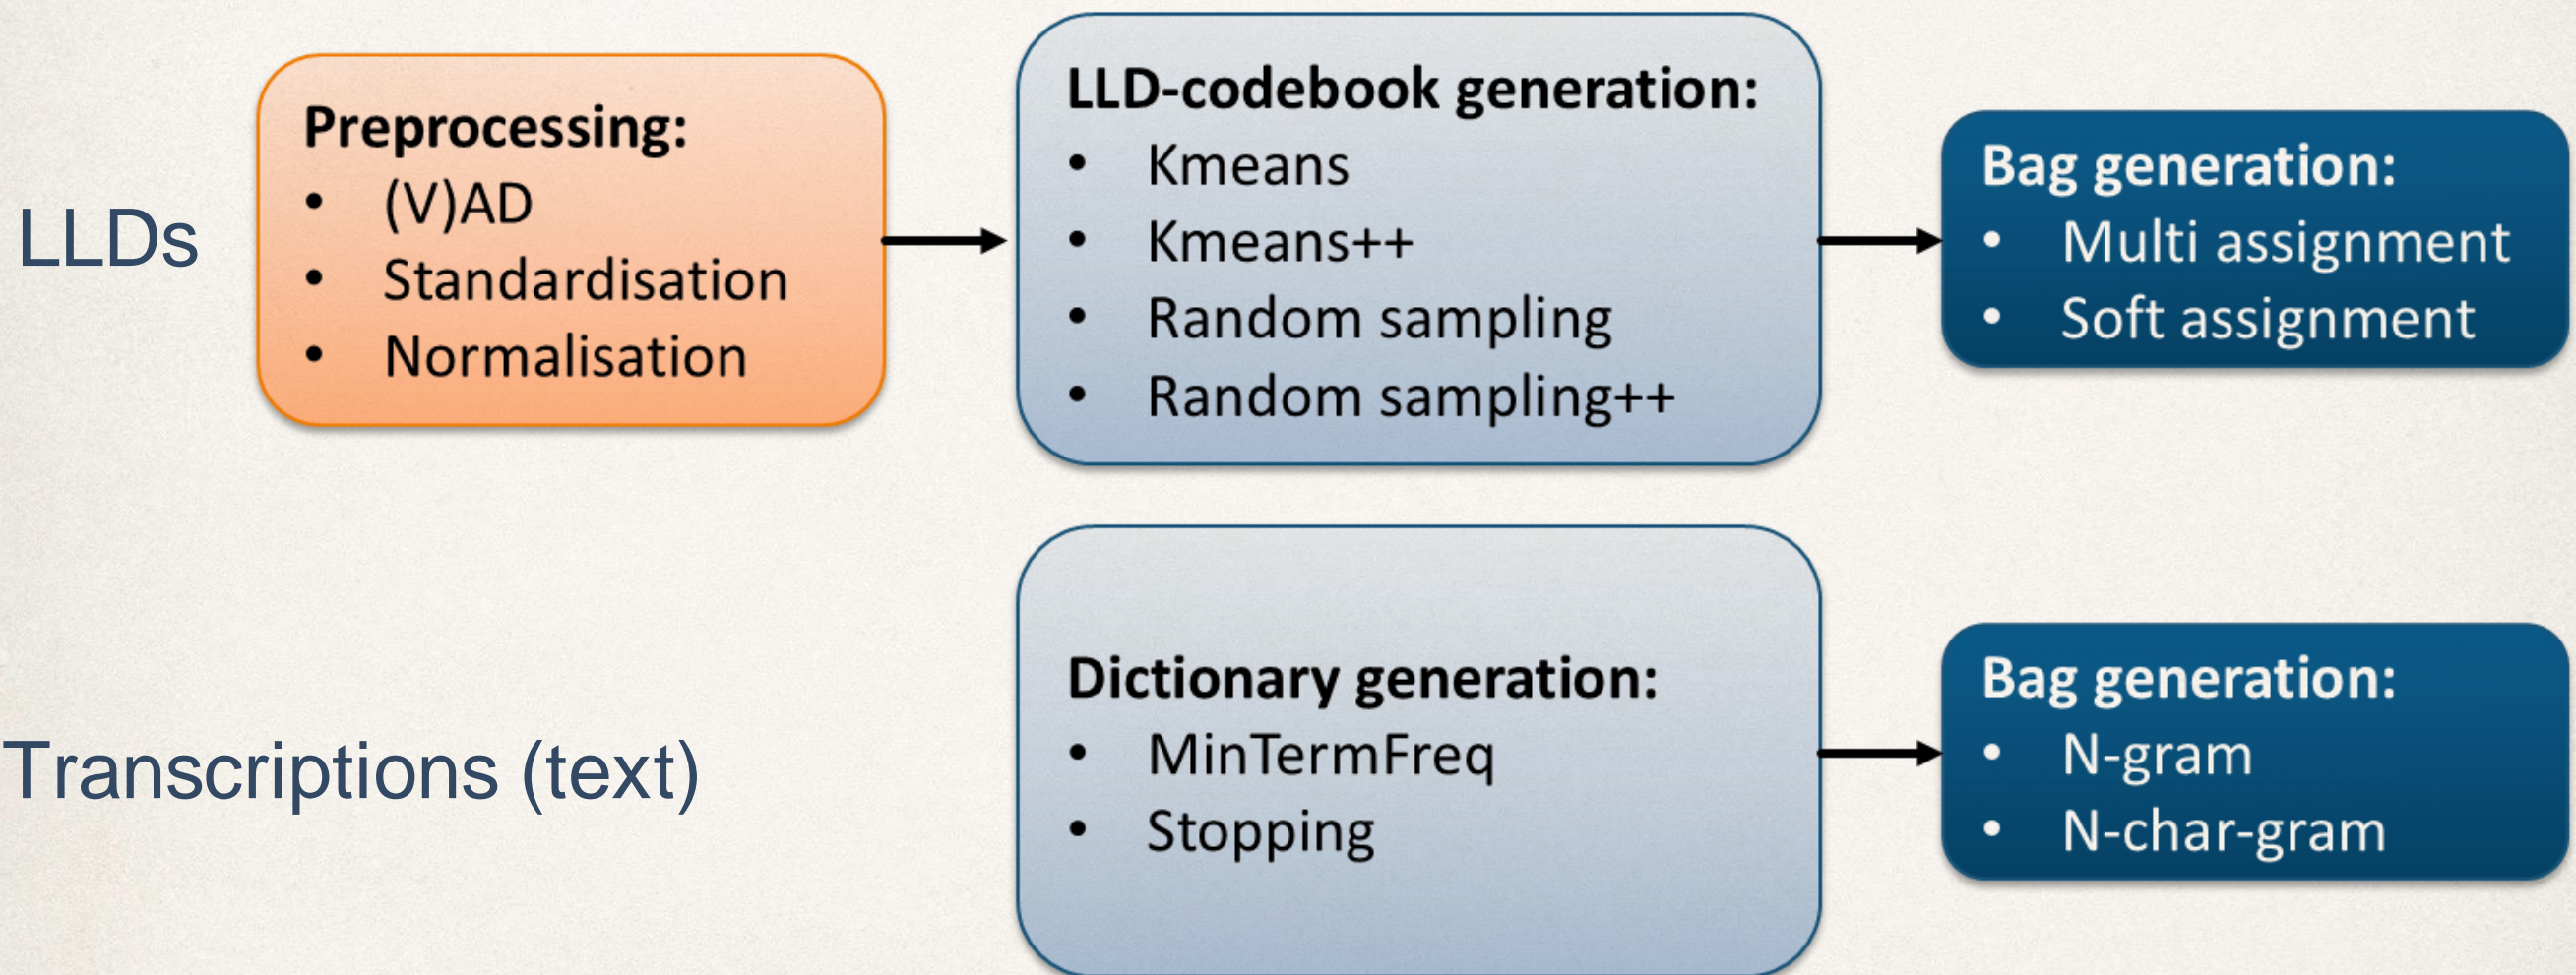 LLDs
Preprocessing:
• (V)AD
• Standardisation
• Normalisation
LLD-codebook generation:
• Kmeans
• Kmeans++
• Random sampling
• Random sampling++
Bag generation:
• Multi assignment
• Soft assignment
Transcriptions (text)
Dictionary generation:
• MinTermFreq
• Stopping
Bag generation:
• N-gram
• N-char-gram